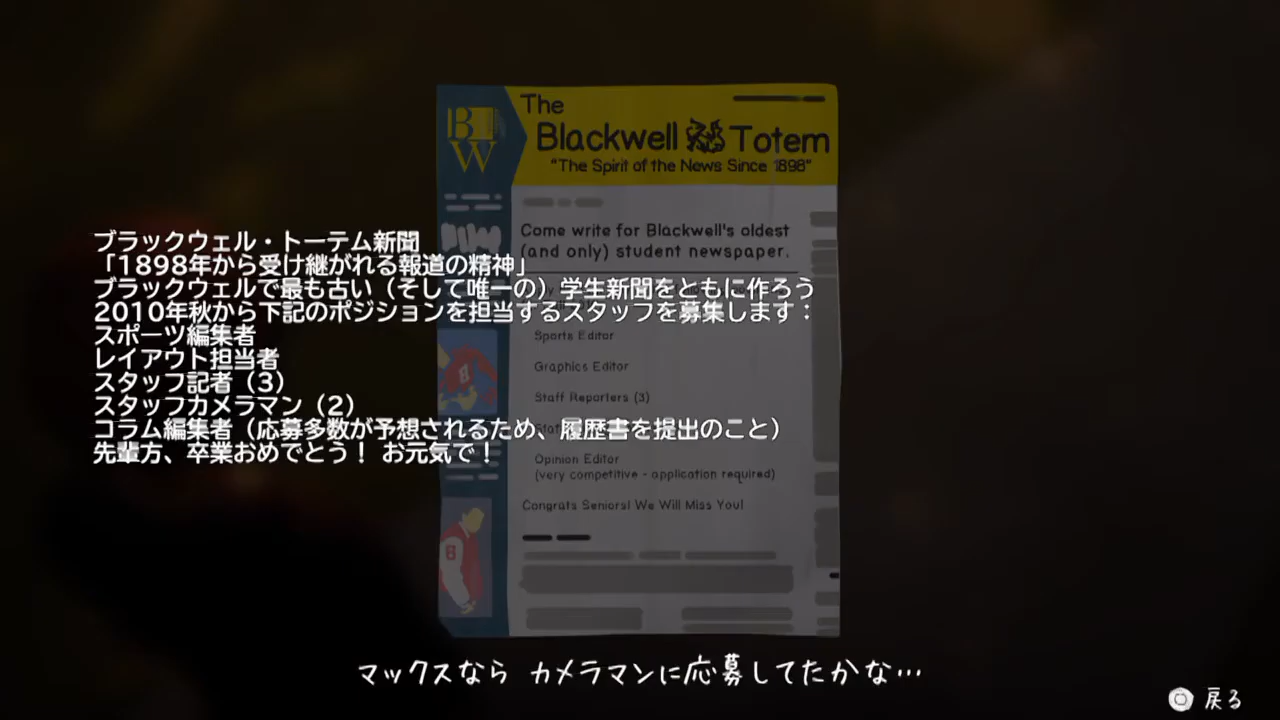 BW
The
Blackwell Totem
"The Spirit of the News Since 1898"
Come write for Blackwell's oldest
(and only) student newspaper.
Sports Editor
Graphics Editor
Staff Reporters (3)
Opinion Editor
(very competitive - application required)
Congrats Seniors! We Will Miss You!
ブラックウェル・トーテム新聞
「1898年から受け継がれる報道の精神」
ブラックウェルで最も古い（そして唯一の）学生新聞をともに作ろう
2010年秋から下記のポジションを担当するスタッフを募集します：
スポーツ編集者
レイアウト担当者
スタッフ記者（3）
スタッフカメラマン（2）
コラム編集者（応募多数が予想されるため、履歴書を提出のこと）
先輩方、卒業おめでとう！ お元気で！
マックスなら カメラマンに応募してたかな…
戻る